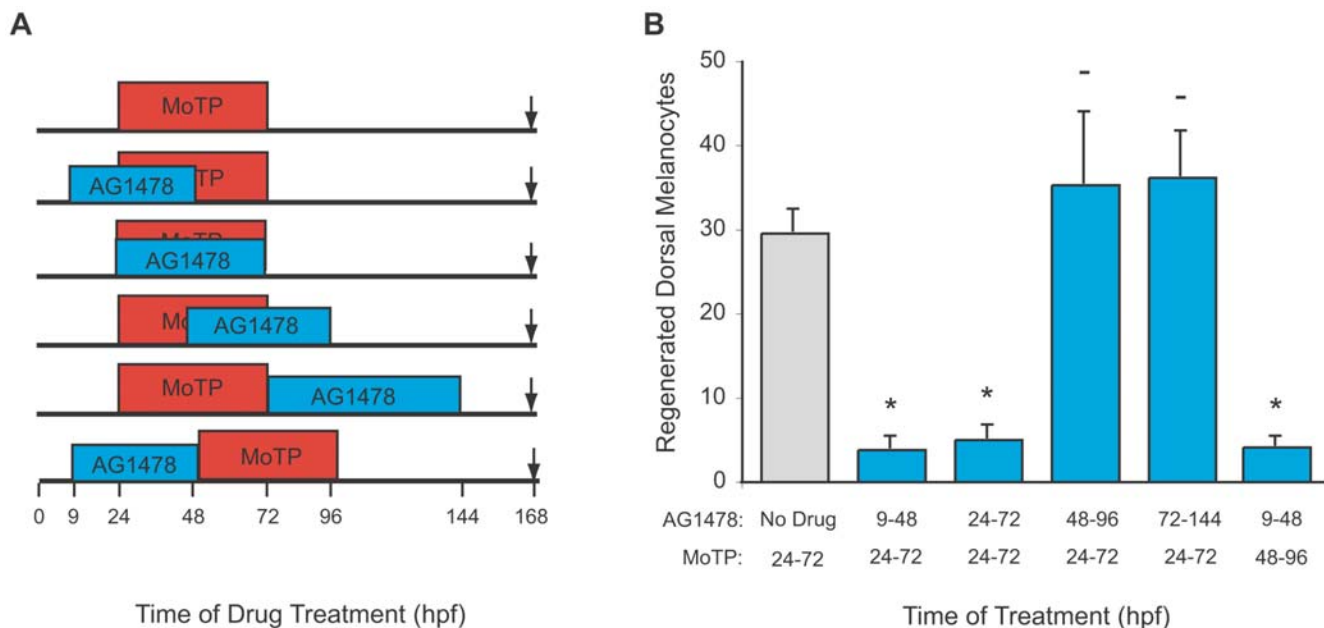 A
MoTP
AG1478 TP
MoTP
AG1478
Mo AG1478
MoTP AG1478
AG1478 MoTP
0 9 24 48 72 96 144 168
Time of Drug Treatment (hpf)
B
Regenerated Dorsal Melanocytes
50
40
30
20
10
0
* * - - *
AG1478: No Drug 9-48 24-72 48-96 72-144 9-48
MoTP: 24-72 24-72 24-72 24-72 24-72 48-96
Time of Treatment (hpf)